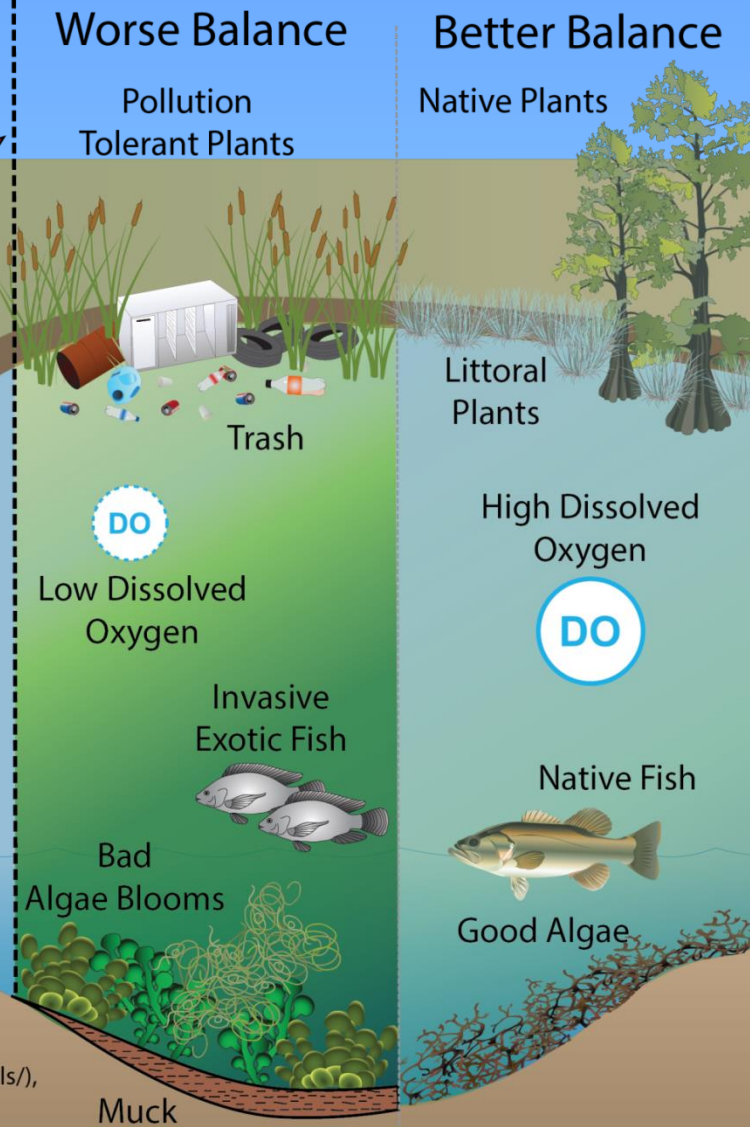 Worse Balance
Pollution
Tolerant Plants
Trash
DO
Low Dissolved
Oxygen
Invasive
Exotic Fish
Bad
Algae Blooms
ls/),
Muck
Better Balance
Native Plants
Littoral
Plants
High Dissolved
Oxygen
DO
Native Fish
Good Algae